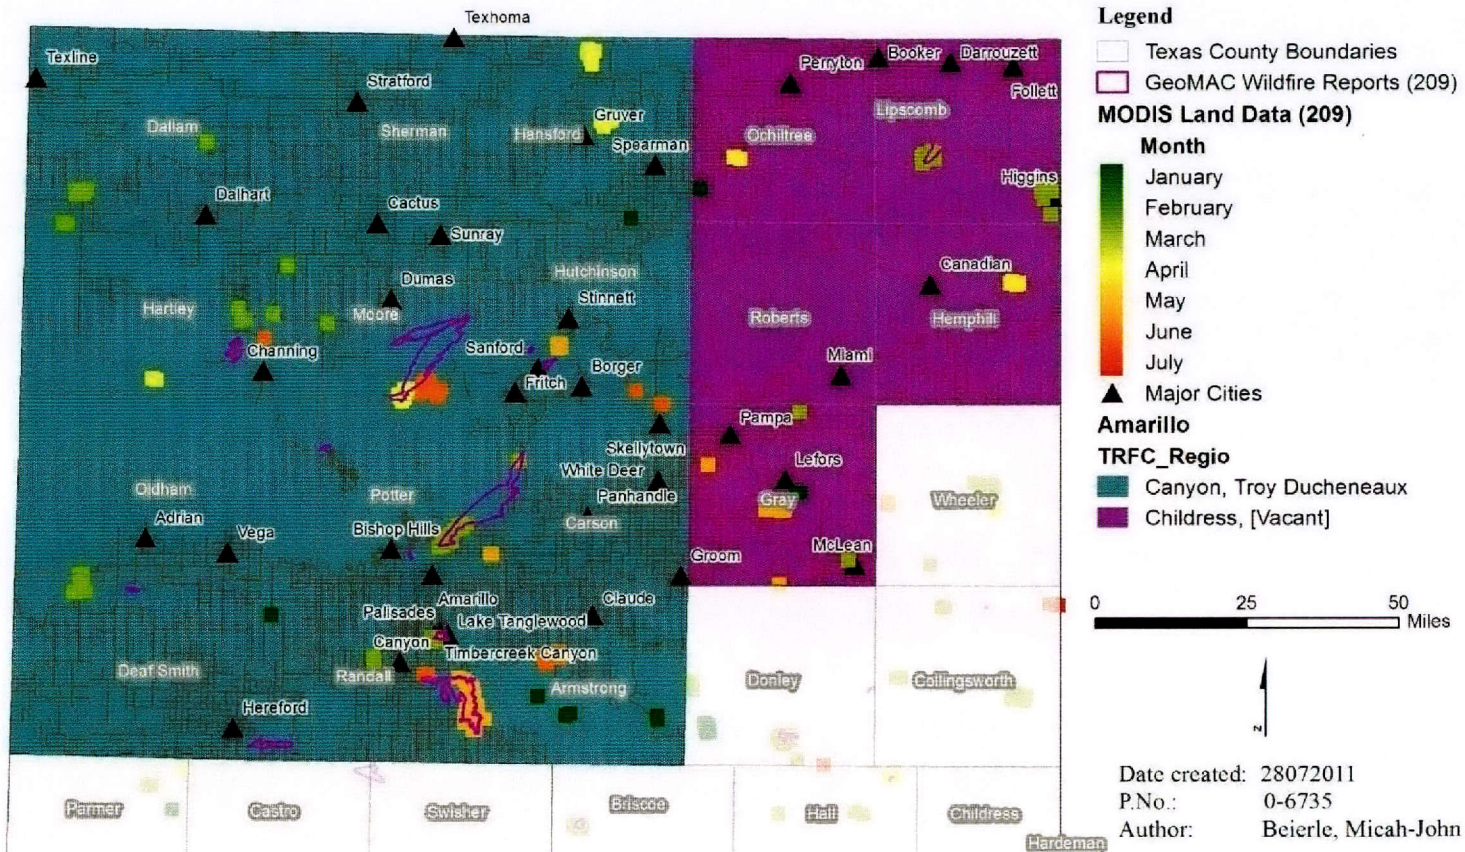 Texhoma
Texline
Stratford
Dallam
Sherman
Hansford
Gruver
Spearman
Perryton
Booker
Darrouzett
Follett
Lipscomb
Ochiltree
Higgins
Dalhart
Cactus
Sunray
Dumas
Hutchinson
Stinnett
Canadian
Hartley
Moore
Roberts
Hemphill
Channing
Sanford
Fritch
Borger
Miami
Pampa
Skellytown
Lefors
White Deer
Panhandle
Oldham
Potter
Gray
Wheeler
Adrian
Vega
Bishop Hills
Carson
McLean
Groom
Amarillo
Palisades
Lake Tanglewood
Claude
Canyon
Timbercreek Canyon
Deaf Smith
Randall
Armstrong
Donley
Collingsworth
Hereford
Parmer
Castro
Swisher
Briscoe
Hall
Childress
Hardeman
Legend
Texas County Boundaries
GeoMAC Wildfire Reports (209)
MODIS Land Data (209)
Month
January
February
March
April
May
June
July
Major Cities
Amarillo
TRFC_Regio
Canyon, Troy Ducheneaux
Childress, [Vacant]
0 25 50
Miles
N
Date created: 28072011
P.No.: 0-6735
Author: Beierle, Micah-John